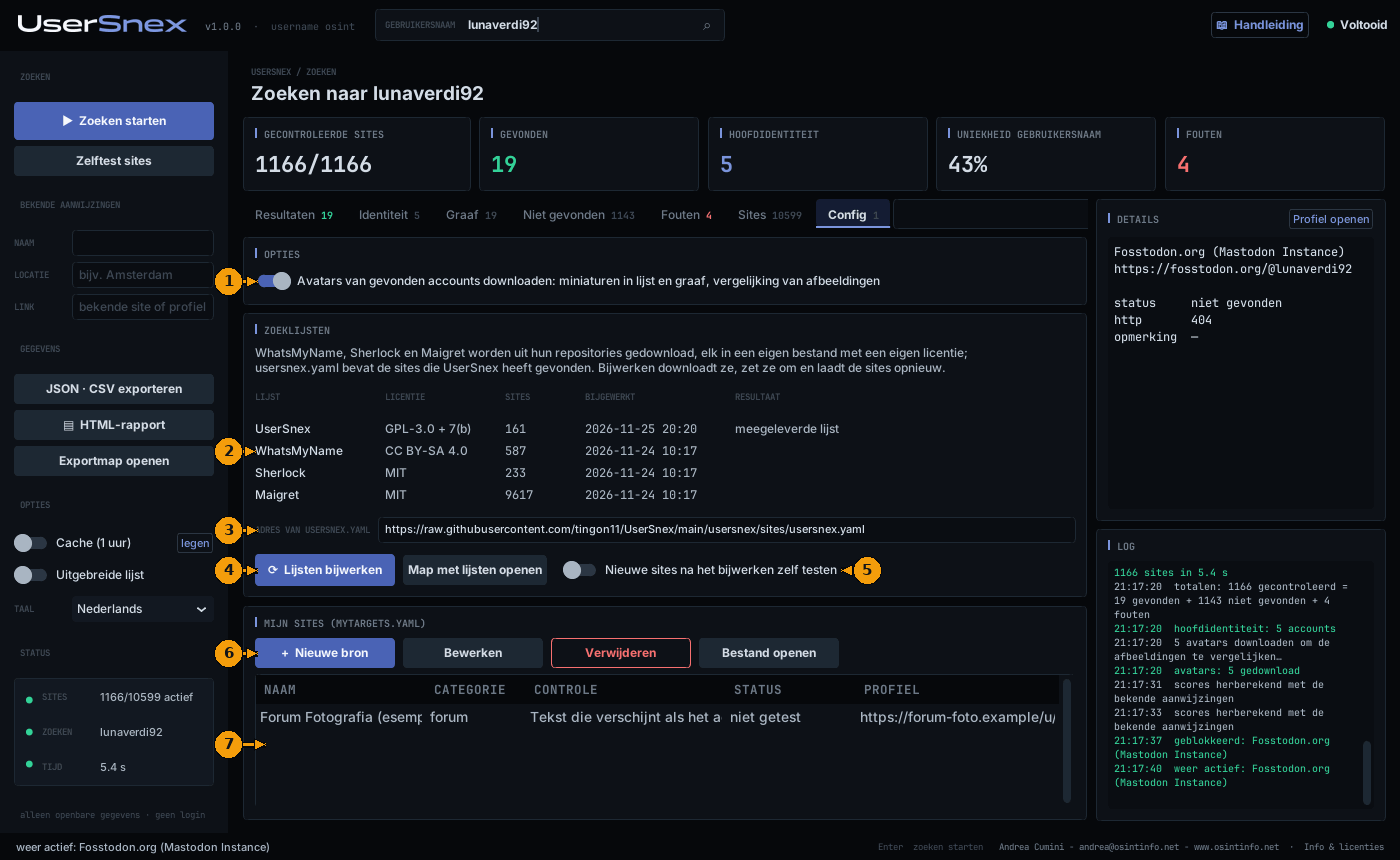 UserSnex v1.0.0 · username osint
GEBRUIKERSNAAM lunaverdi92
Handleiding
Voltooid
ZOEKEN
Zoeken starten
Zelftest sites
BEKENDE AANWIJZINGEN
NAAM
LOCATIE bijv. Amsterdam
LINK bekende site of profiel
GEGEVENS
JSON · CSV exporteren
HTML-rapport
Exportmap openen
OPTIES
Cache (1 uur) legen
Uitgebreide lijst
TAAL Nederlands
STATUS
SITES 1166/10599 actief
ZOEKEN lunaverdi92
TIJD 5.4 s
alleen openbare gegevens · geen login
USERSNEX / ZOEKEN
Zoeken naar lunaverdi92
GECONTROLEERDE SITES
1166/1166
GEVONDEN
19
HOOFDIDENTITEIT
5
UNIEKHEID GEBRUIKERSNAAM
43%
FOUTEN
4
Resultaten 19 Identiteit 5 Graaf 19 Niet gevonden 1143 Fouten 4 Sites 10599 Config 1
OPTIES
1 Avatars van gevonden accounts downloaden: miniaturen in lijst en graaf, vergelijking van afbeeldingen
ZOEKLIJSTEN
WhatsMyName, Sherlock en Maigret worden uit hun repositories gedownload, elk in een eigen bestand met een eigen licentie;
usersnex.yaml bevat de sites die UserSnex heeft gevonden. Bijwerken downloadt ze, zet ze om en laadt de sites opnieuw.
LIJST LICENTIE SITES BIJGEWERKT RESULTAAT
UserSnex GPL-3.0 + 7(b) 161 2026-11-25 20:20 meegeleverde lijst
2 WhatsMyName CC BY-SA 4.0 587 2026-11-24 10:17
Sherlock MIT 233 2026-11-24 10:17
Maigret MIT 9617 2026-11-24 10:17
3 ADRES VAN USERSNEX.YAML https://raw.githubusercontent.com/tingon11/UserSnex/main/usersnex/sites/usersnex.yaml
4 Lijsten bijwerken Map met lijsten openen Nieuwe sites na het bijwerken zelf testen 5
MIJN SITES (MYTARGETS.YAML)
6 + Nieuwe bron Bewerken Verwijderen Bestand openen
NAAM CATEGORIE CONTROLE STATUS PROFIEL
Forum Fotografia (esemp forum Tekst die verschijnt als het a niet getest https://forum-foto.example/u/
7
DETAILS Profiel openen
Fosstodon.org (Mastodon Instance)
https://fosstodon.org/@lunaverdi92
status niet gevonden
http 404
opmerking —
LOG
1166 sites in 5.4 s
21:17:20 totalen: 1166 gecontroleerd =
19 gevonden + 1143 niet gevonden + 4
fouten
21:17:20 hoofdidentiteit: 5 accounts
21:17:20 5 avatars downloaden om de
afbeeldingen te vergelijken…
21:17:20 avatars: 5 gedownload
21:17:31 scores herberekend met de
bekende aanwijzingen
21:17:33 scores herberekend met de
bekende aanwijzingen
21:17:37 geblokkeerd: Fosstodon.org
(Mastodon Instance)
21:17:40 weer actief: Fosstodon.org
(Mastodon Instance)
weer actief: Fosstodon.org (Mastodon Instance)
Enter zoeken starten Andrea Cumini - andrea@osintinfo.net - www.osintinfo.net · Info & licenties